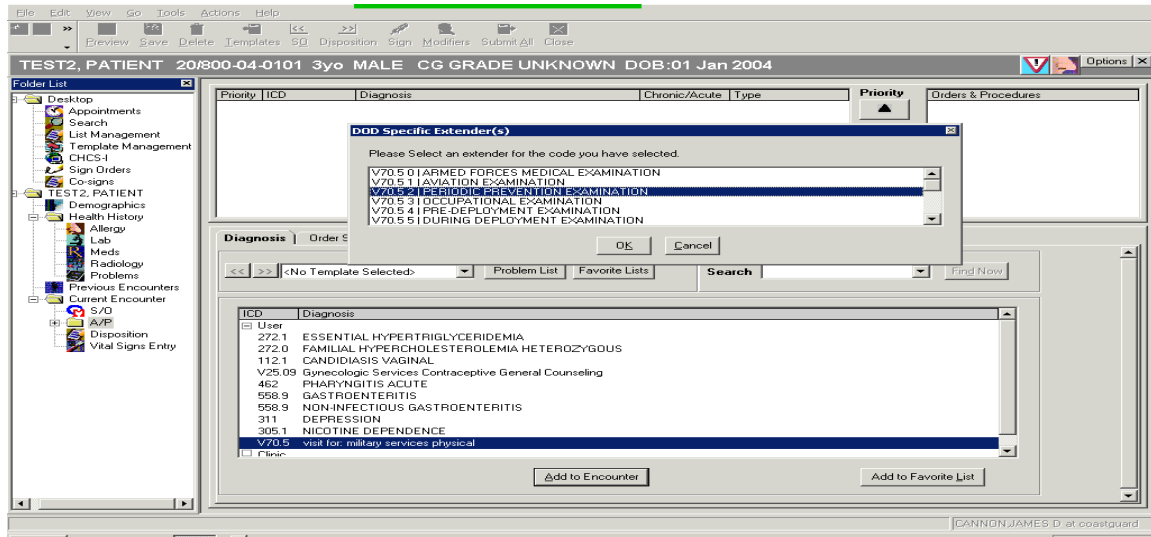 File Edit View Go Tools Actions Help
Preview Save Delete Templates SO Disposition Sign Modifiers Submit All Close
TEST2, PATIENT 20/800-04-0101 3yo MALE CG GRADE UNKNOWN DOB:01 Jan 2004
Options
Folder List
Desktop
Appointments
Search
List Management
Template Management
CHCS-I
Sign Orders
Co-signs
TEST2, PATIENT
Demographics
Health History
Allergy
Lab
Meds
Radiology
Problems
Previous Encounters
Current Encounter
S/O
A/P
Disposition
Vital Signs Entry
Priority ICD Diagnosis Chronic/Acute Type
Priority
Orders & Procedures
DOD Specific Extender(s)
Please Select an extender for the code you have selected.
V70.5 0 | ARMED FORCES MEDICAL EXAMINATION
V70.5 1 | AVIATION EXAMINATION
V70.5 2 | PERIODIC PREVENTION EXAMINATION
V70.5 3 | OCCUPATIONAL EXAMINATION
V70.5 4 | PRE-DEPLOYMENT EXAMINATION
V70.5 5 | DURING DEPLOYMENT EXAMINATION
OK Cancel
Diagnosis Order S
<< >> <No Template Selected> Problem List Favorite Lists Search Find Now
ICD Diagnosis
User
272.1 ESSENTIAL HYPERTRIGLYCERIDEMIA
272.0 FAMILIAL HYPERCHOLESTEROLEMIA HETEROZYGOUS
112.1 CANDIDIASIS VAGINAL
V25.09 Gynecologic Services Contraceptive General Counseling
462 PHARYNGITIS ACUTE
558.9 GASTROENTERITIS
558.9 NON-INFECTIOUS GASTROENTERITIS
311 DEPRESSION
305.1 NICOTINE DEPENDENCE
V70.5 visit for: military services physical
Clinic
Add to Encounter Add to Favorite List
CANNON,JAMES D at coastguard